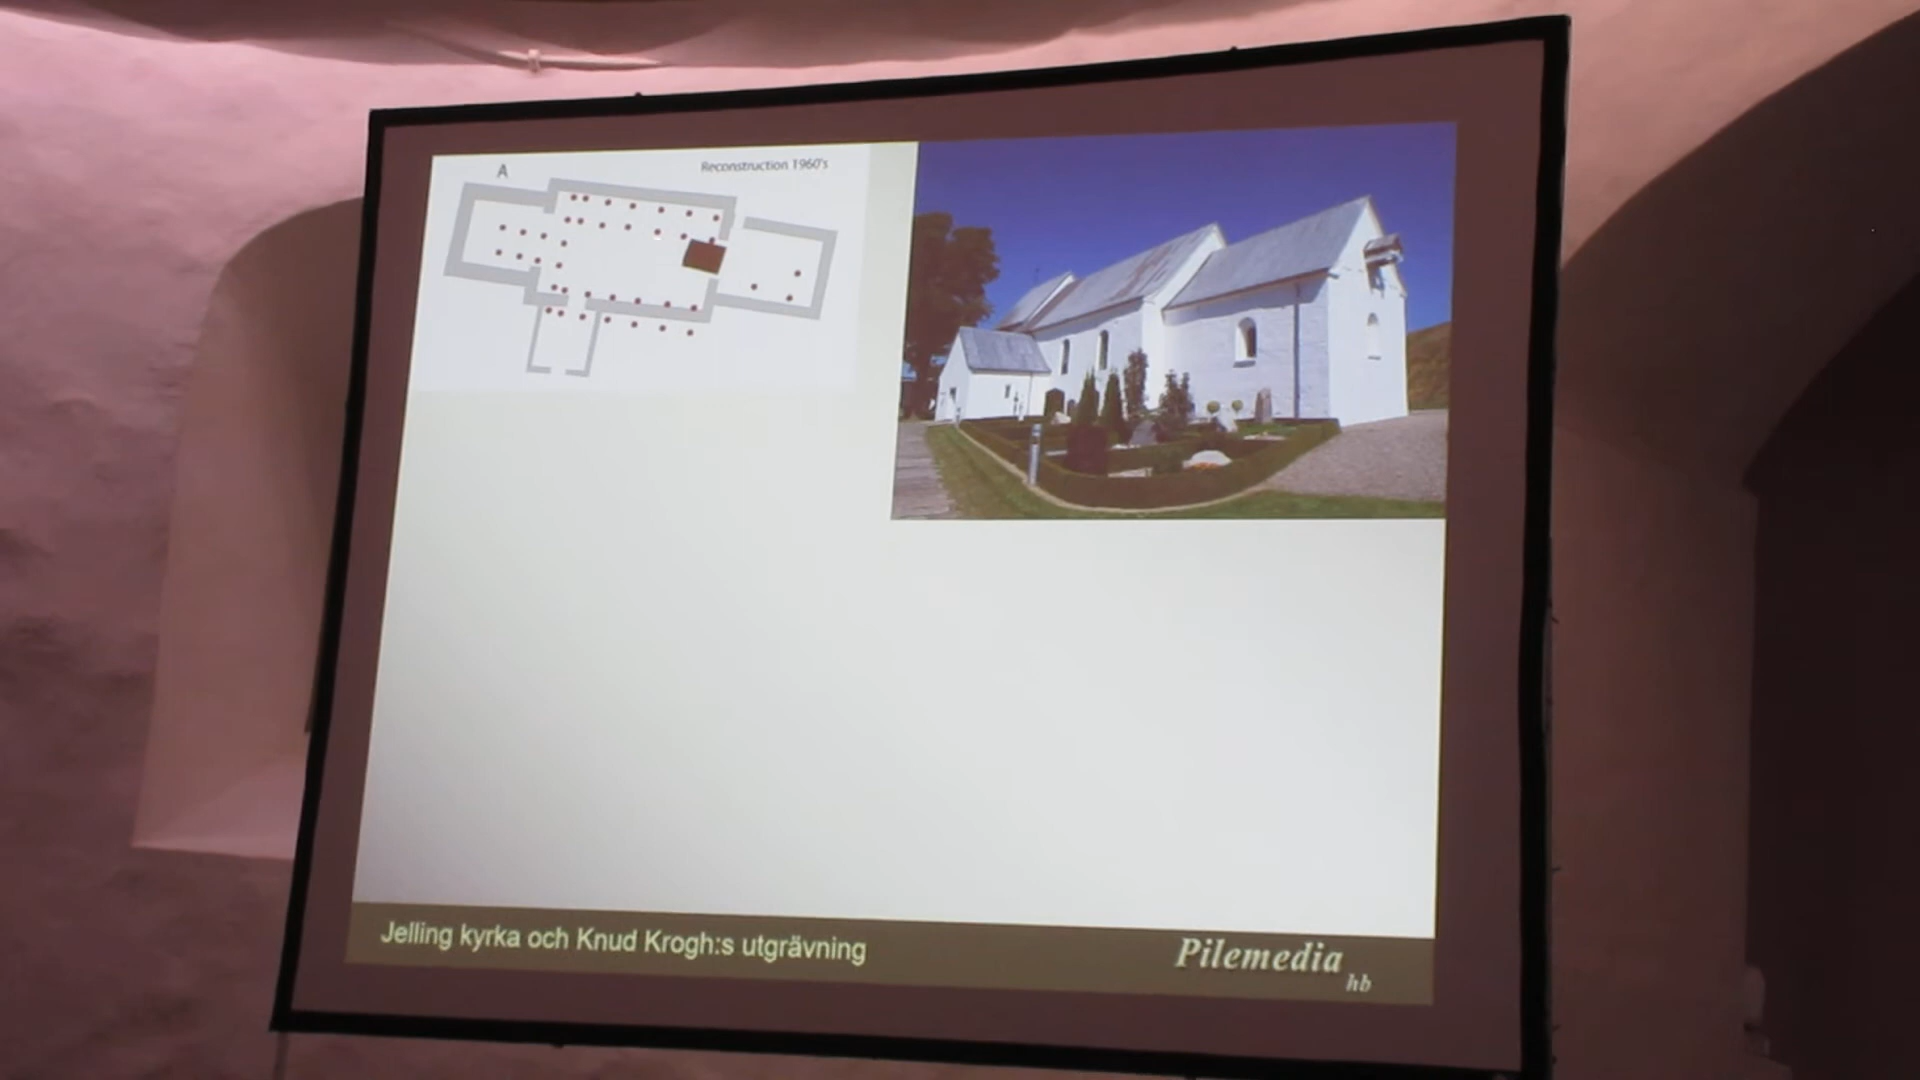 A
Reconstruction 1960's
Jelling kyrka och Knud Krogh:s utgrävning
Pilemedia
hb